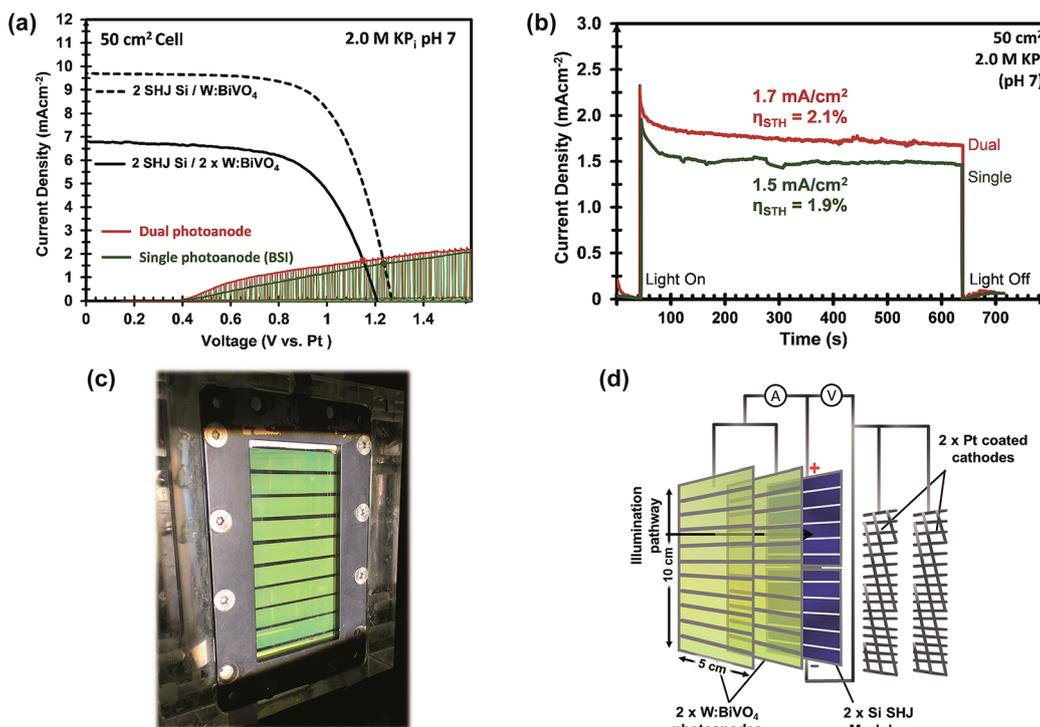 (a)
50 cm² Cell
2.0 M KPi pH 7
2 SHJ Si / W:BiVO₄
2 SHJ Si / 2 x W:BiVO₄
Dual photoanode
Single photoanode (BSI)
Current Density (mAcm⁻²)
12
11
10
9
8
7
6
5
4
3
2
1
0
0 0.2 0.4 0.6 0.8 1 1.2 1.4
Voltage (V vs. Pt )
(b)
50 cm²
2.0 M KP
(pH 7)
1.7 mA/cm²
ηSTH = 2.1%
Dual
Single
1.5 mA/cm²
ηSTH = 1.9%
Light On
Light Off
Current Density (mAcm⁻²)
3.0
2.5
2.0
1.5
1.0
0.5
0
100 200 300 400 500 600 700
Time (s)
(c)
(d)
A
V
2 x Pt coated
cathodes
+
-
Illumination
pathway
10 cm
5 cm
2 x W:BiVO₄
photoanodes
2 x Si SHJ